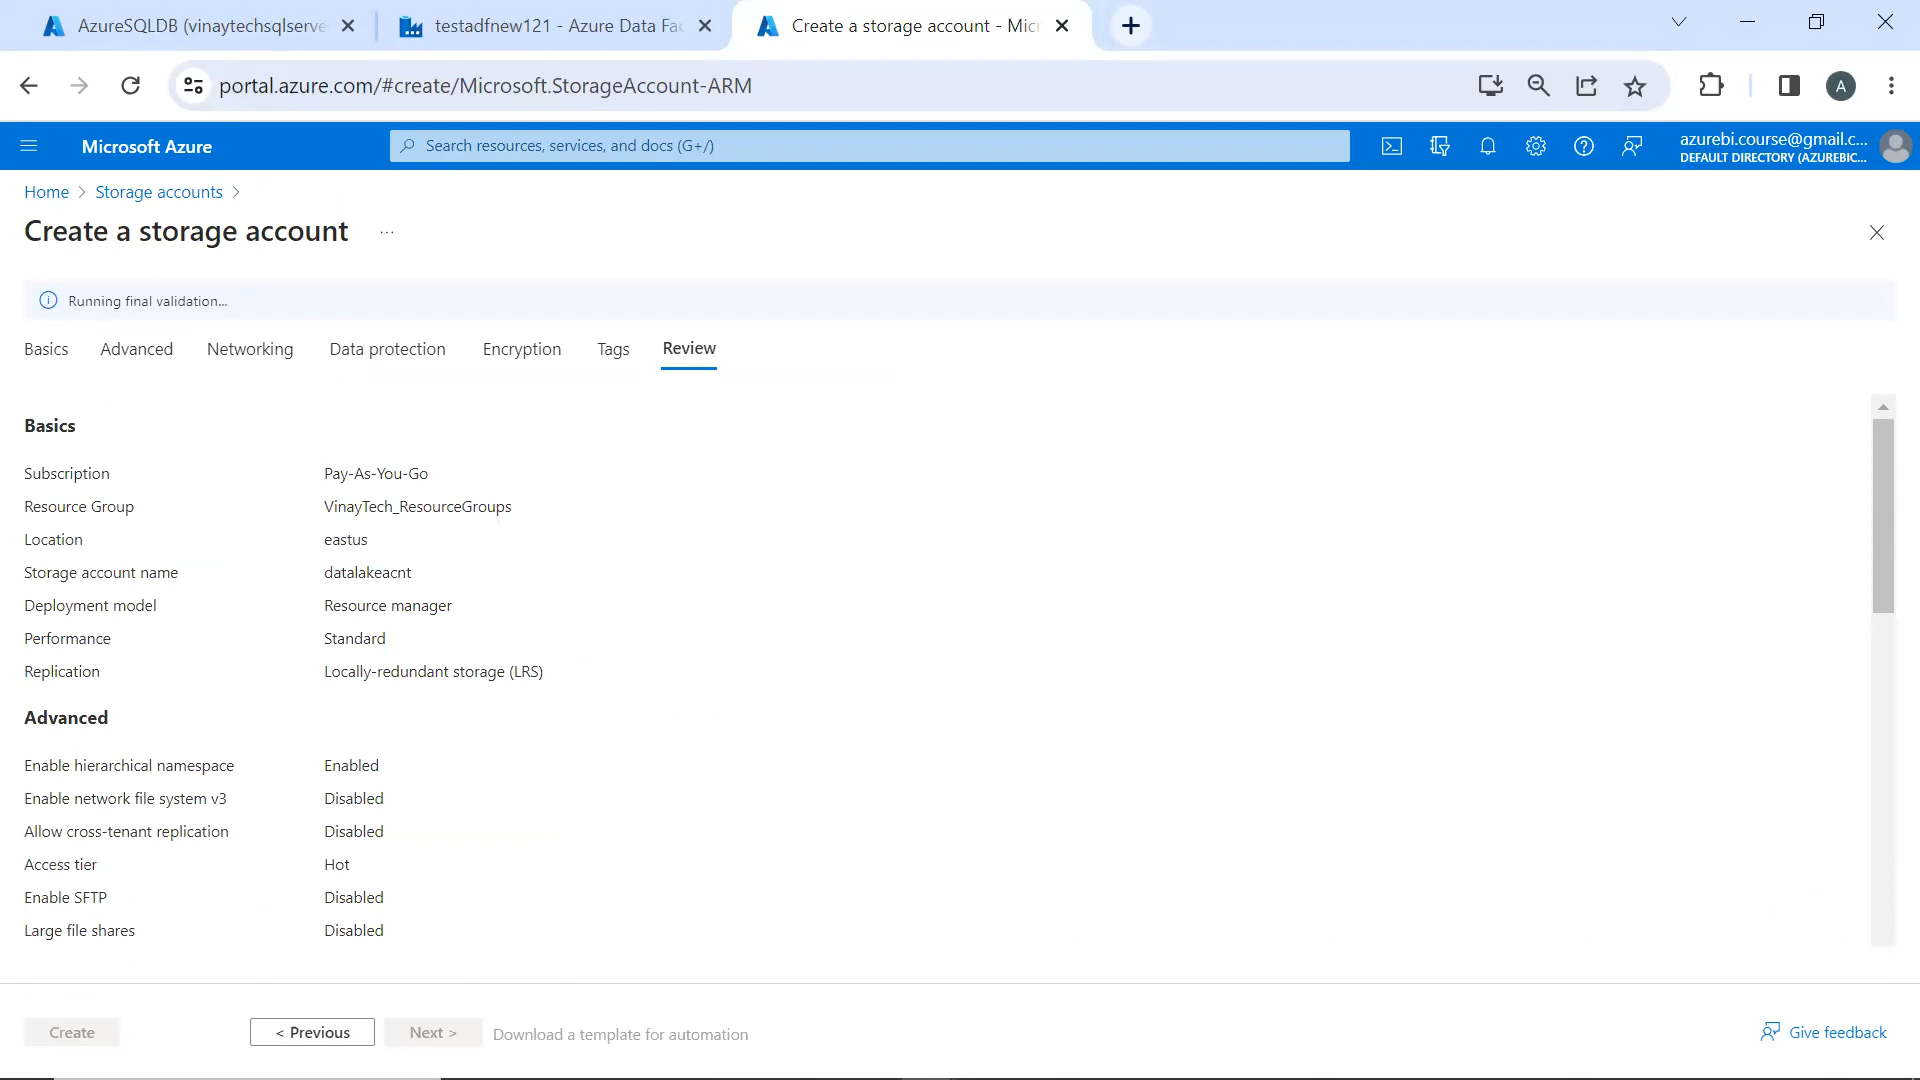 AzureSQLDB (vinaytechsqlserve
testadfnew121 - Azure Data Fac
Create a storage account - Micr
portal.azure.com/#create/Microsoft.StorageAccount-ARM
A
Microsoft Azure
Search resources, services, and docs (G+/)
azurebi.course@gmail.c...
DEFAULT DIRECTORY (AZUREBIC...
Home > Storage accounts >
Create a storage account ...
Running final validation...
Basics Advanced Networking Data protection Encryption Tags Review
Basics
Subscription Pay-As-You-Go
Resource Group VinayTech_ResourceGroups
Location eastus
Storage account name datalakeacnt
Deployment model Resource manager
Performance Standard
Replication Locally-redundant storage (LRS)
Advanced
Enable hierarchical namespace Enabled
Enable network file system v3 Disabled
Allow cross-tenant replication Disabled
Access tier Hot
Enable SFTP Disabled
Large file shares Disabled
Create < Previous Next > Download a template for automation Give feedback